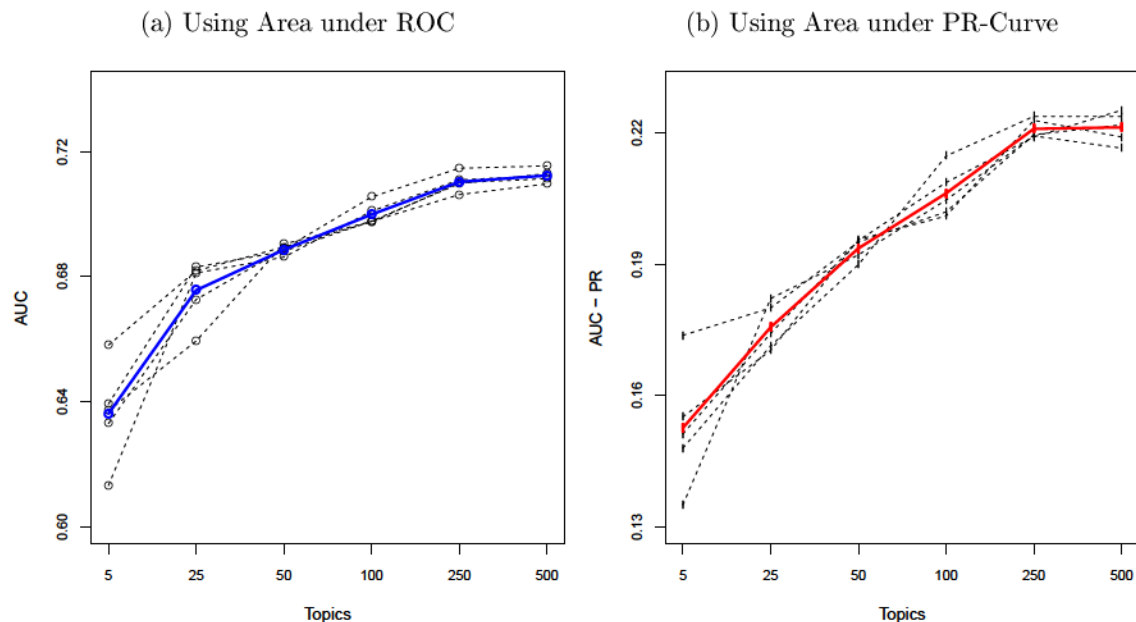 (a) Using Area under ROC
(b) Using Area under PR-Curve
AUC
0.72
0.68
0.64
0.60
5 25 50 100 250 500
Topics
AUC − PR
0.22
0.19
0.16
0.13
5 25 50 100 250 500
Topics